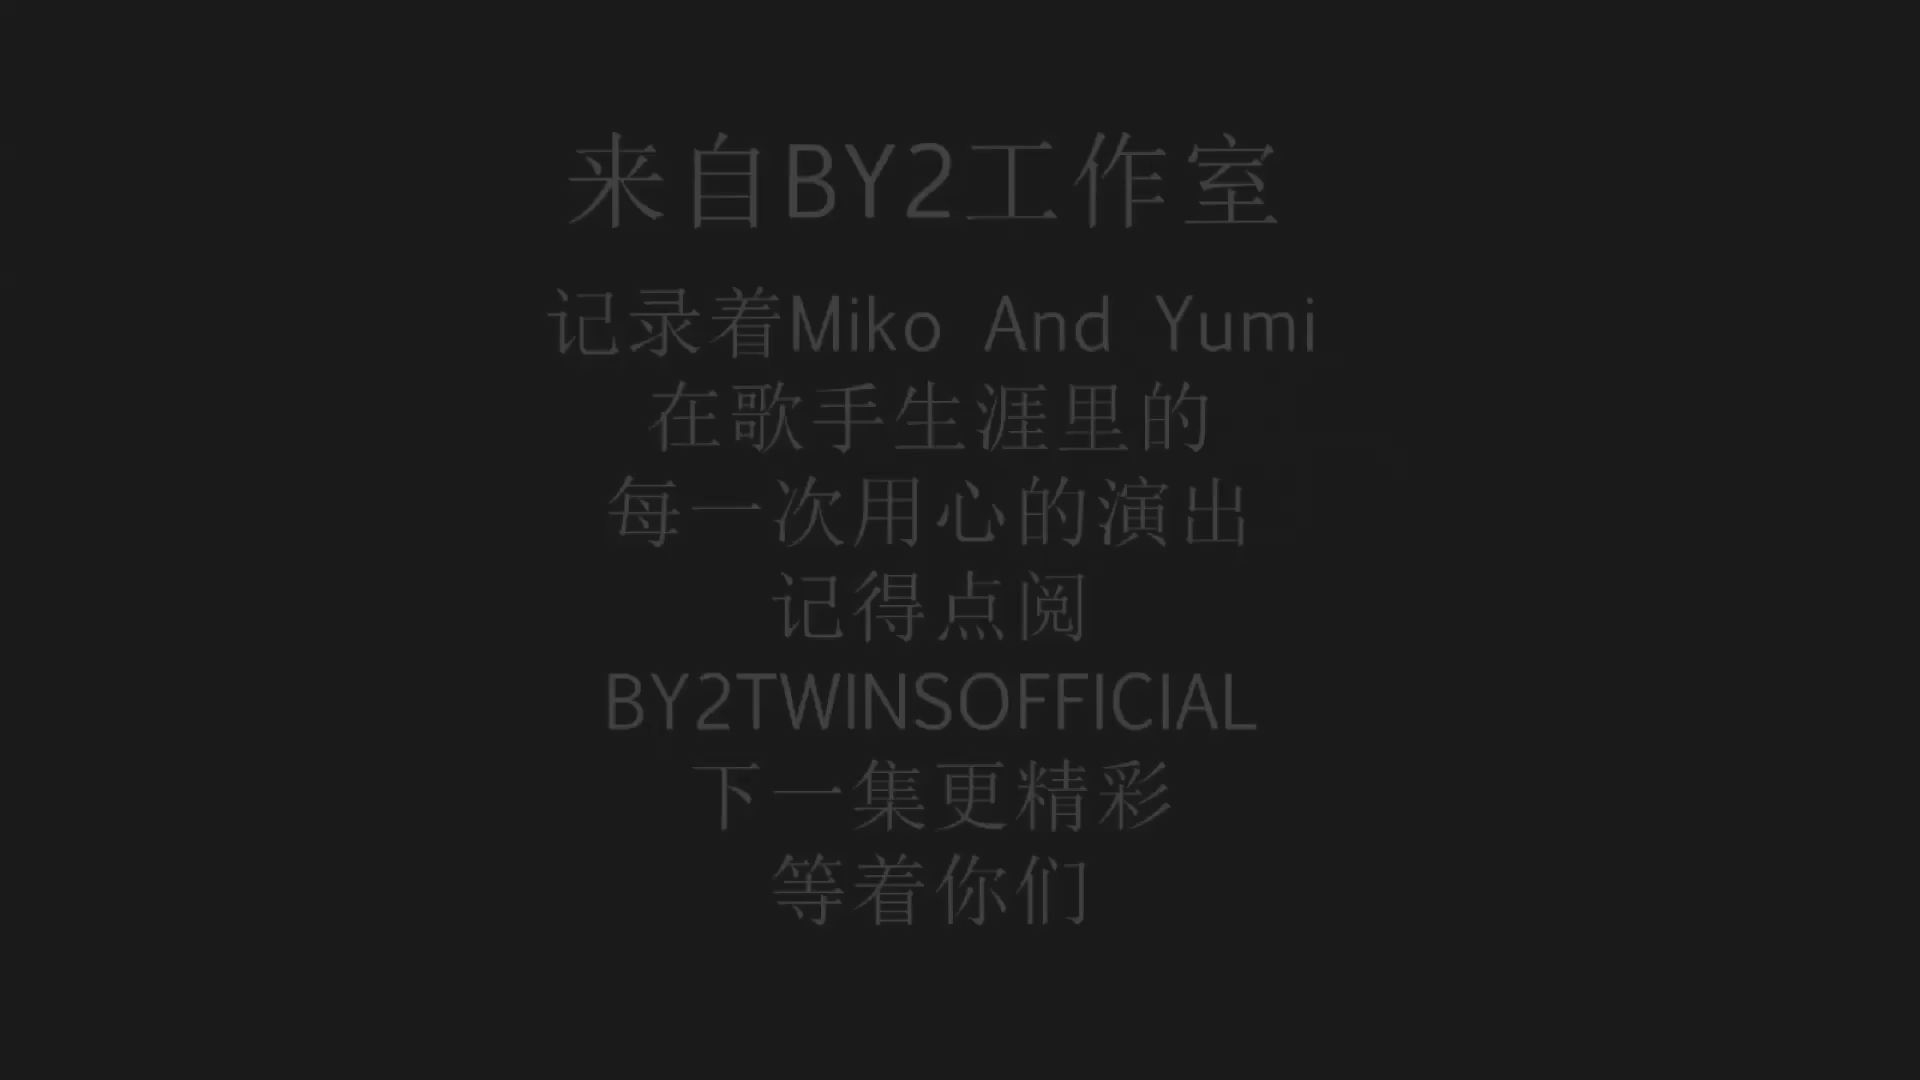 来自BY2工作室
记录着Miko And Yumi
在歌手生涯里的
每一次用心的演出
记得点阅
BY2TWINSOFFICIAL
下一集更精彩
等着你们